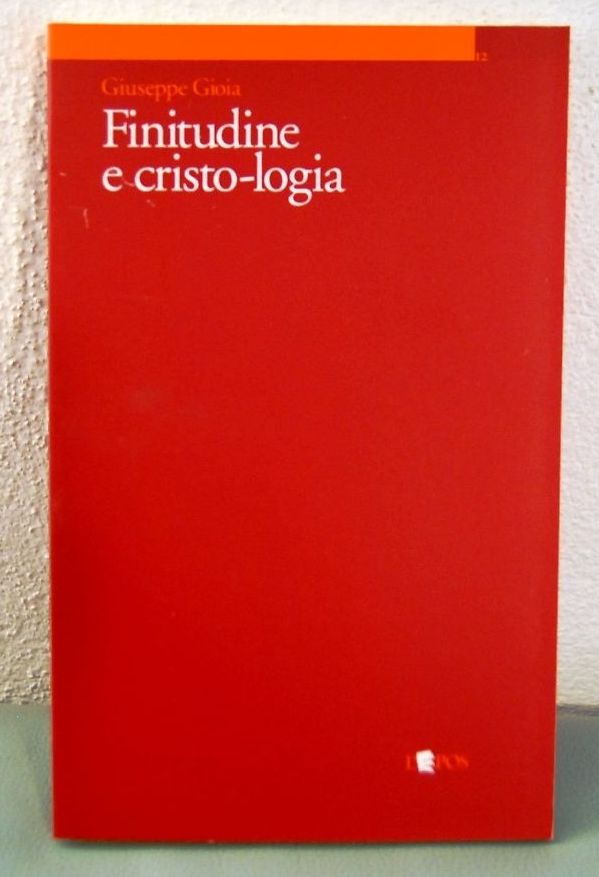 12
Giuseppe Gioia
Finitudine
e cristo-logia